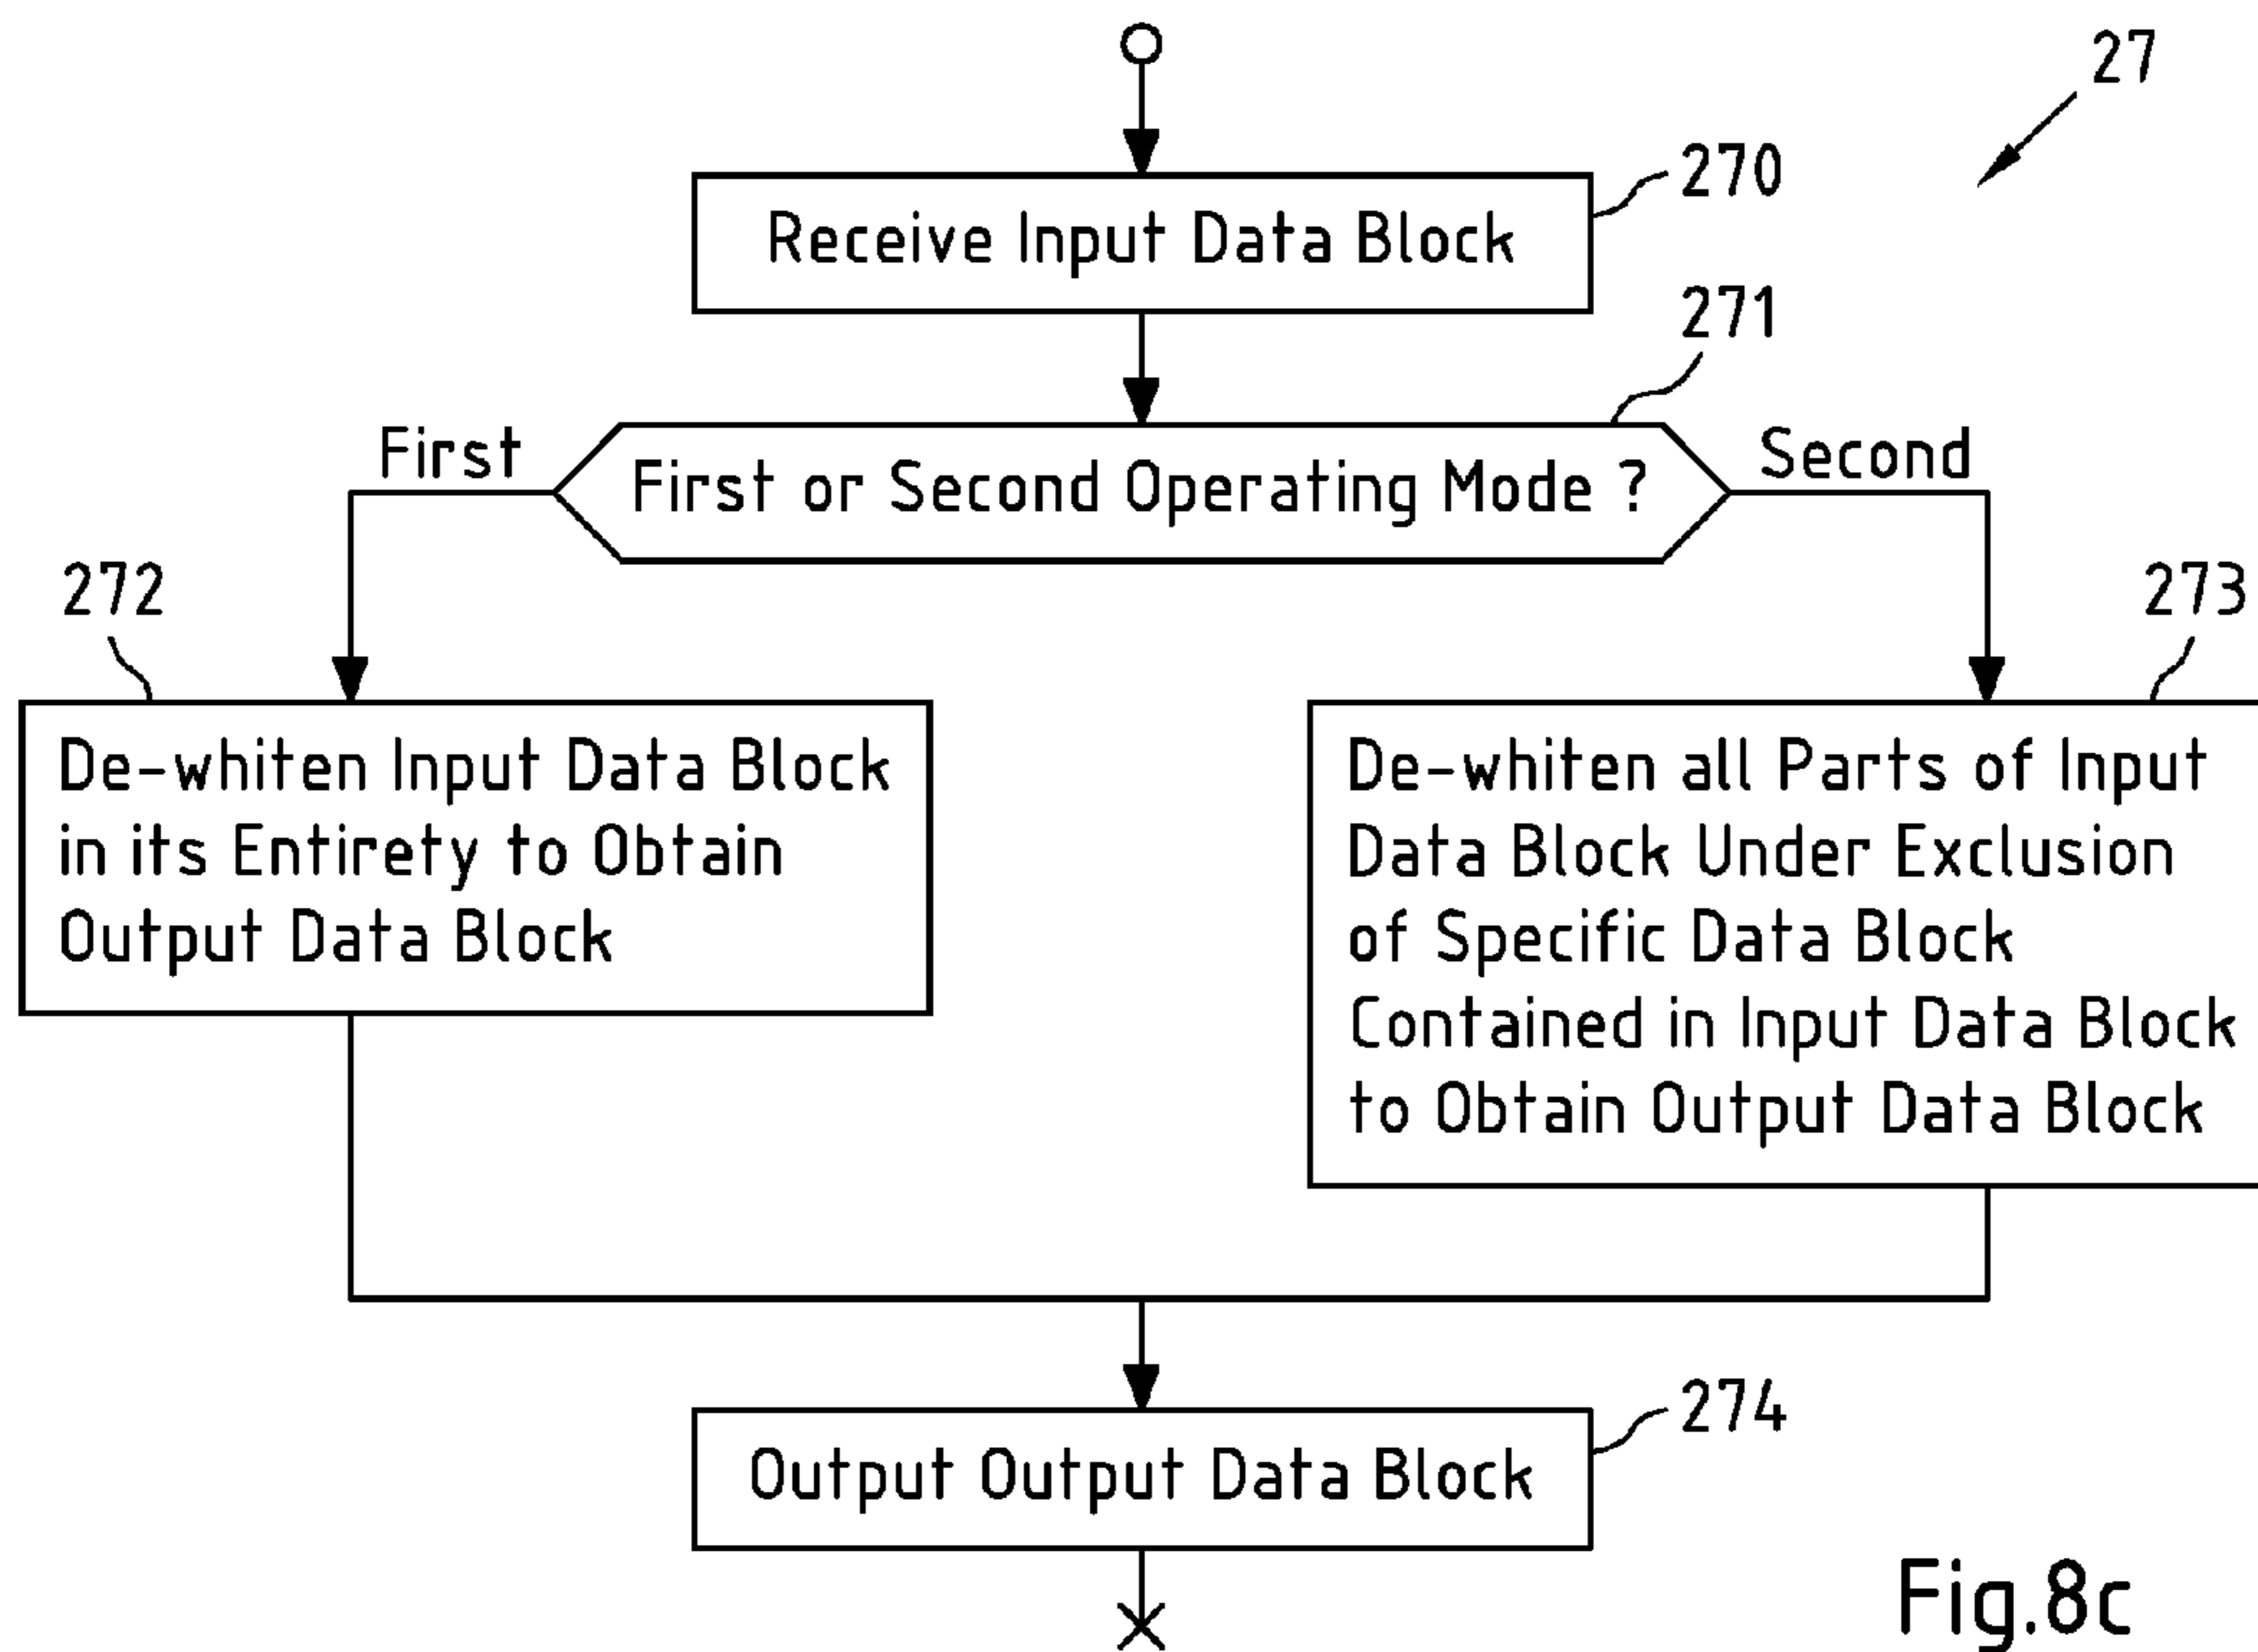 27
270
Receive Input Data Block
271
First
First or Second Operating Mode ?
Second
272
273
De-whiten Input Data Block
in its Entirety to Obtain
Output Data Block
De-whiten all Parts of Input
Data Block Under Exclusion
of Specific Data Block
Contained in Input Data Block
to Obtain Output Data Block
274
Output Output Data Block
Fig.8c